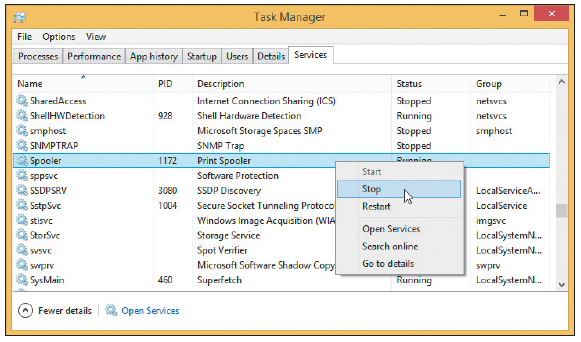 Task Manager
File Options View
Processes Performance App history Startup Users Details Services
Name PID Description Status Group
SharedAccess Internet Connection Sharing (ICS) Stopped netsvcs
ShellHWDetection 928 Shell Hardware Detection Running netsvcs
smphost Microsoft Storage Spaces SMP Stopped smphost
SNMPTRAP SNMP Trap Stopped
Spooler 1172 Print Spooler Running
sppsvc Software Protection
SSDPSRV 3080 SSDP Discovery LocalServiceA...
SstpSvc 1004 Secure Socket Tunneling Protoco LocalService
stisvc Windows Image Acquisition (WIA imgsvc
StorSvc Storage Service LocalSystemN...
svsvc Spot Verifier LocalSystemN...
swprv Microsoft Software Shadow Copy swprv
SysMain 460 Superfetch Running LocalSystemN...
Start
Stop
Restart
Open Services
Search online
Go to details
Fewer details Open Services